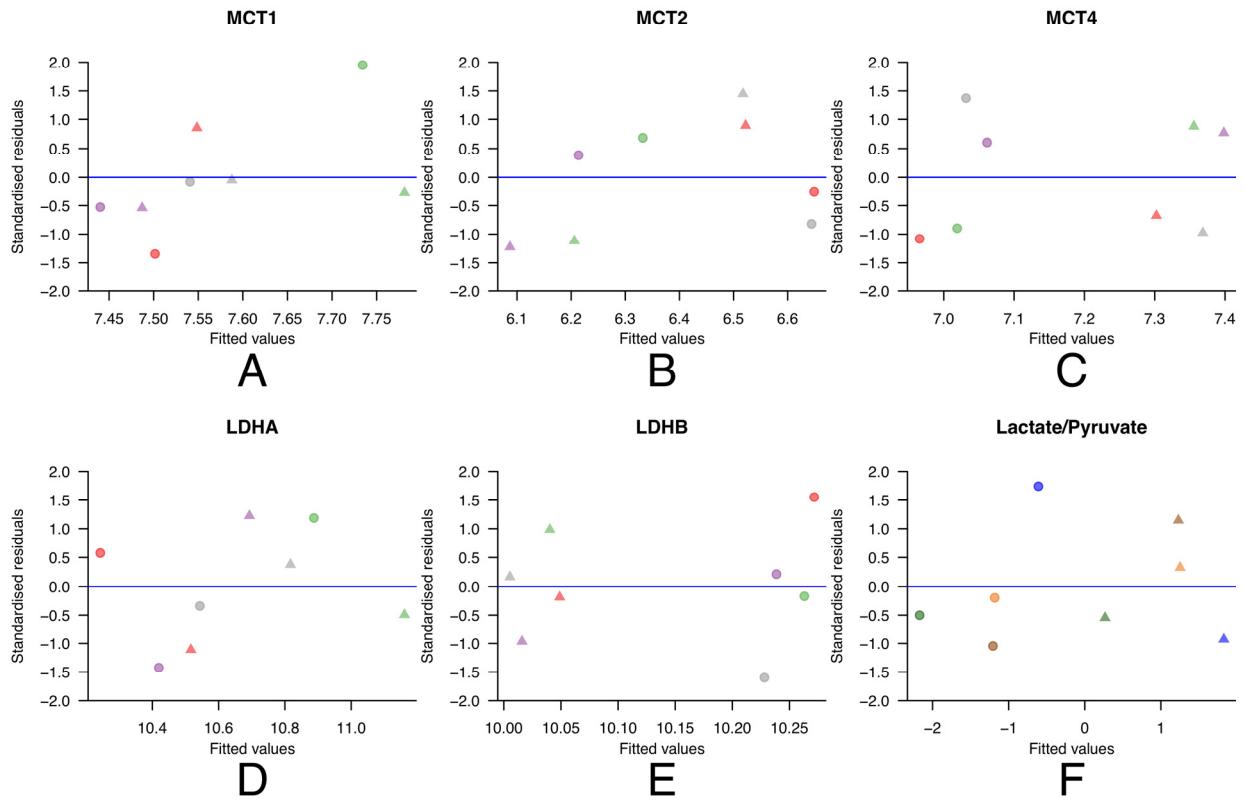 MCT1
MCT2
MCT4
Standardised residuals
2.0
1.5
1.0
0.5
0.0
−0.5
−1.0
−1.5
−2.0
7.45 7.50 7.55 7.60 7.65 7.70 7.75
Fitted values
A
Standardised residuals
2.0
1.5
1.0
0.5
0.0
−0.5
−1.0
−1.5
−2.0
6.1 6.2 6.3 6.4 6.5 6.6
Fitted values
B
Standardised residuals
2.0
1.5
1.0
0.5
0.0
−0.5
−1.0
−1.5
−2.0
7.0 7.1 7.2 7.3 7.4
Fitted values
C
LDHA
LDHB
Lactate/Pyruvate
Standardised residuals
2.0
1.5
1.0
0.5
0.0
−0.5
−1.0
−1.5
−2.0
10.4 10.6 10.8 11.0
Fitted values
D
Standardised residuals
2.0
1.5
1.0
0.5
0.0
−0.5
−1.0
−1.5
−2.0
10.00 10.05 10.10 10.15 10.20 10.25
Fitted values
E
Standardised residuals
2.0
1.5
1.0
0.5
0.0
−0.5
−1.0
−1.5
−2.0
−2 −1 0 1
Fitted values
F